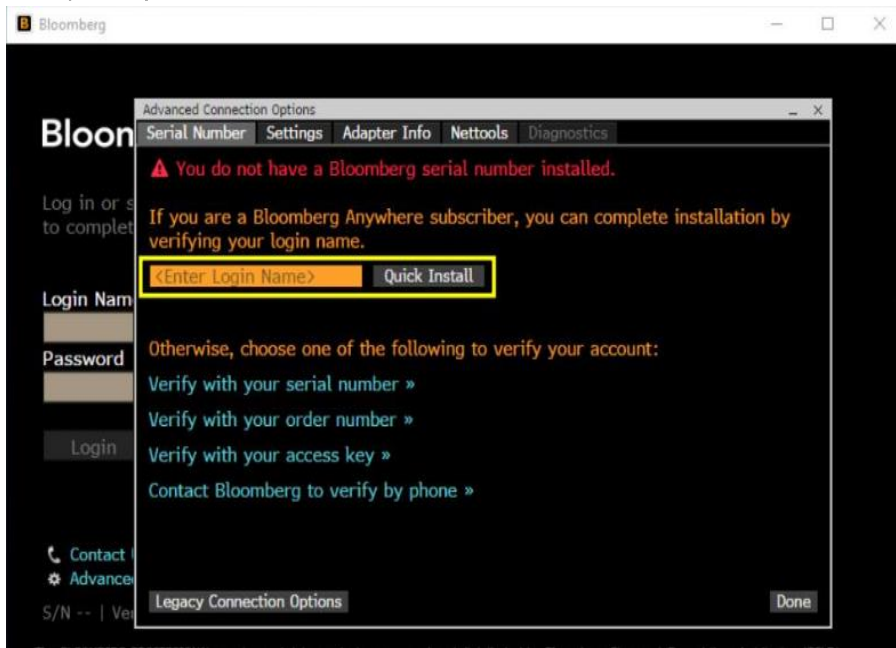 Bloomberg
Advanced Connection Options
Bloom
Serial Number Settings Adapter Info Nettools Diagnostics
You do not have a Bloomberg serial number installed.
Log in or s
to complet
If you are a Bloomberg Anywhere subscriber, you can complete installation by
verifying your login name.
<Enter Login Name> Quick Install
Login Nam
Password
Otherwise, choose one of the following to verify your account:
Verify with your serial number »
Verify with your order number »
Login
Verify with your access key »
Contact Bloomberg to verify by phone »
Contact
Advance
S/N -- | Ver
Legacy Connection Options Done